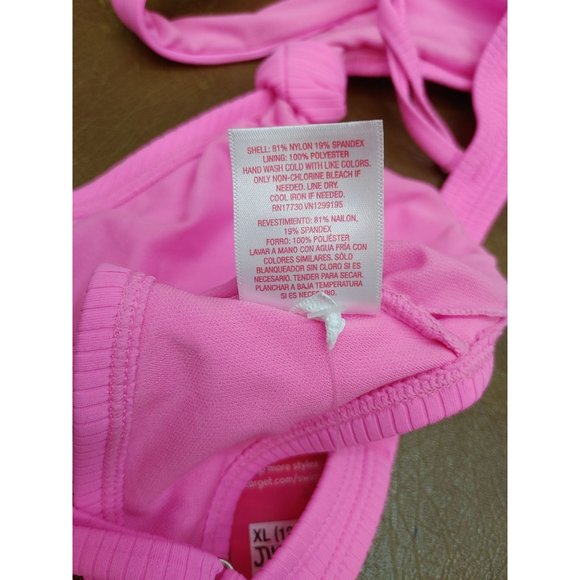 SHELL: 81% NYLON 19% SPANDEX
LINING: 100% POLYESTER
HAND WASH COLD WITH LIKE COLORS.
ONLY NON-CHLORINE BLEACH IF
NEEDED. LINE DRY.
COOL IRON IF NEEDED.
RN17730 VN1299195
REVESTIMIENTO: 81% NAILON,
19% SPANDEX
FORRO: 100% POLIÉSTER
LAVAR A MANO CON AGUA FRÍA CON
COLORES SIMILARES. SÓLO
BLANQUEADOR SIN CLORO SI ES
NECESARIO. TENDER PARA SECAR.
PLANCHAR A BAJA TEMPERATURA
SI ES NECESARIO.
more styles
XL